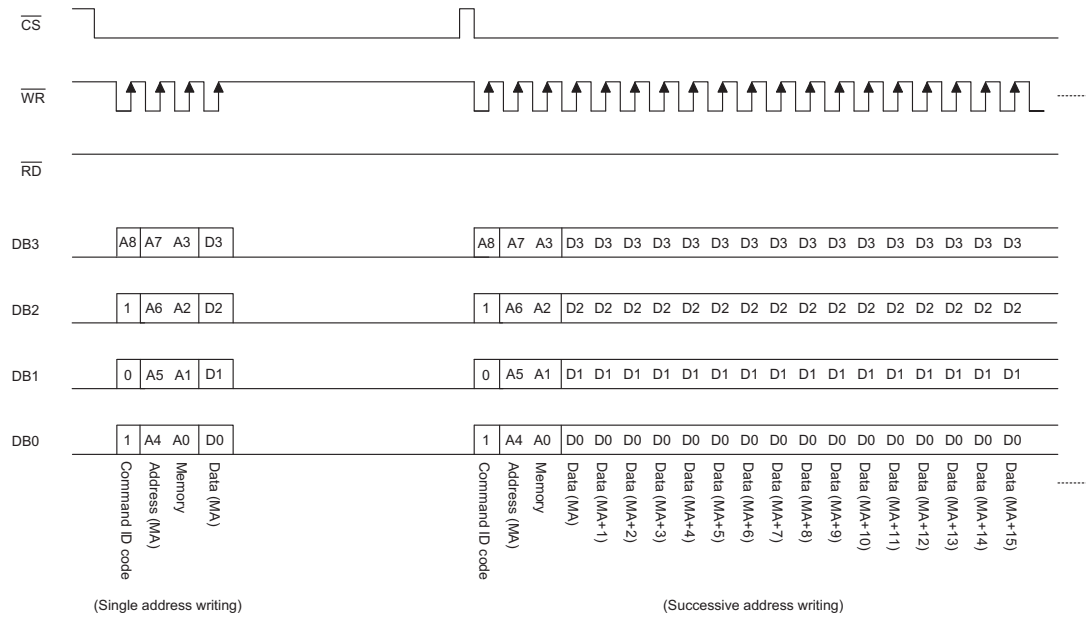 CS
WR
RD
DB3 A8 A7 A3 D3 A8 A7 A3 D3 D3 D3 D3 D3 D3 D3 D3 D3 D3 D3 D3 D3 D3 D3 D3
DB2 1 A6 A2 D2 1 A6 A2 D2 D2 D2 D2 D2 D2 D2 D2 D2 D2 D2 D2 D2 D2 D2 D2
DB1 0 A5 A1 D1 0 A5 A1 D1 D1 D1 D1 D1 D1 D1 D1 D1 D1 D1 D1 D1 D1 D1 D1
DB0 1 A4 A0 D0 1 A4 A0 D0 D0 D0 D0 D0 D0 D0 D0 D0 D0 D0 D0 D0 D0 D0 D0
Command ID code
Address (MA)
Memory
Data (MA)
Command ID code
Address (MA)
Memory
Data (MA)
Data (MA+1)
Data (MA+2)
Data (MA+3)
Data (MA+4)
Data (MA+5)
Data (MA+6)
Data (MA+7)
Data (MA+8)
Data (MA+9)
Data (MA+10)
Data (MA+11)
Data (MA+12)
Data (MA+13)
Data (MA+14)
Data (MA+15)
(Single address writing)
(Successive address writing)